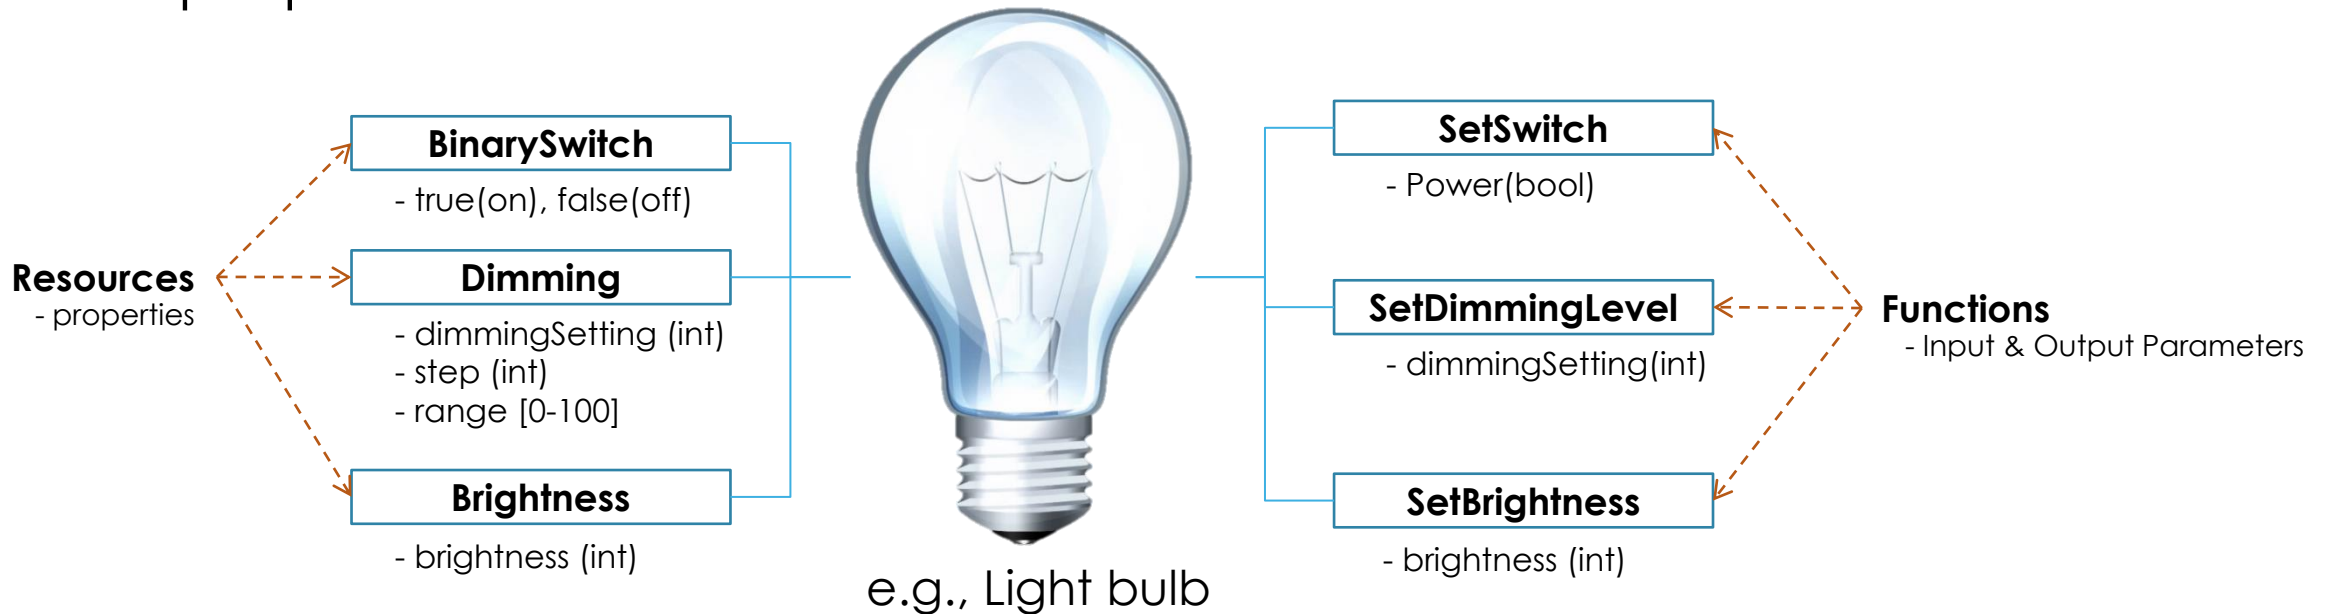 Resources
- properties
BinarySwitch
- true(on), false(off)
Dimming
- dimmingSetting (int)
- step (int)
- range [0-100]
Brightness
- brightness (int)
e.g., Light bulb
SetSwitch
- Power(bool)
SetDimmingLevel
- dimmingSetting(int)
SetBrightness
- brightness (int)
Functions
- Input & Output Parameters